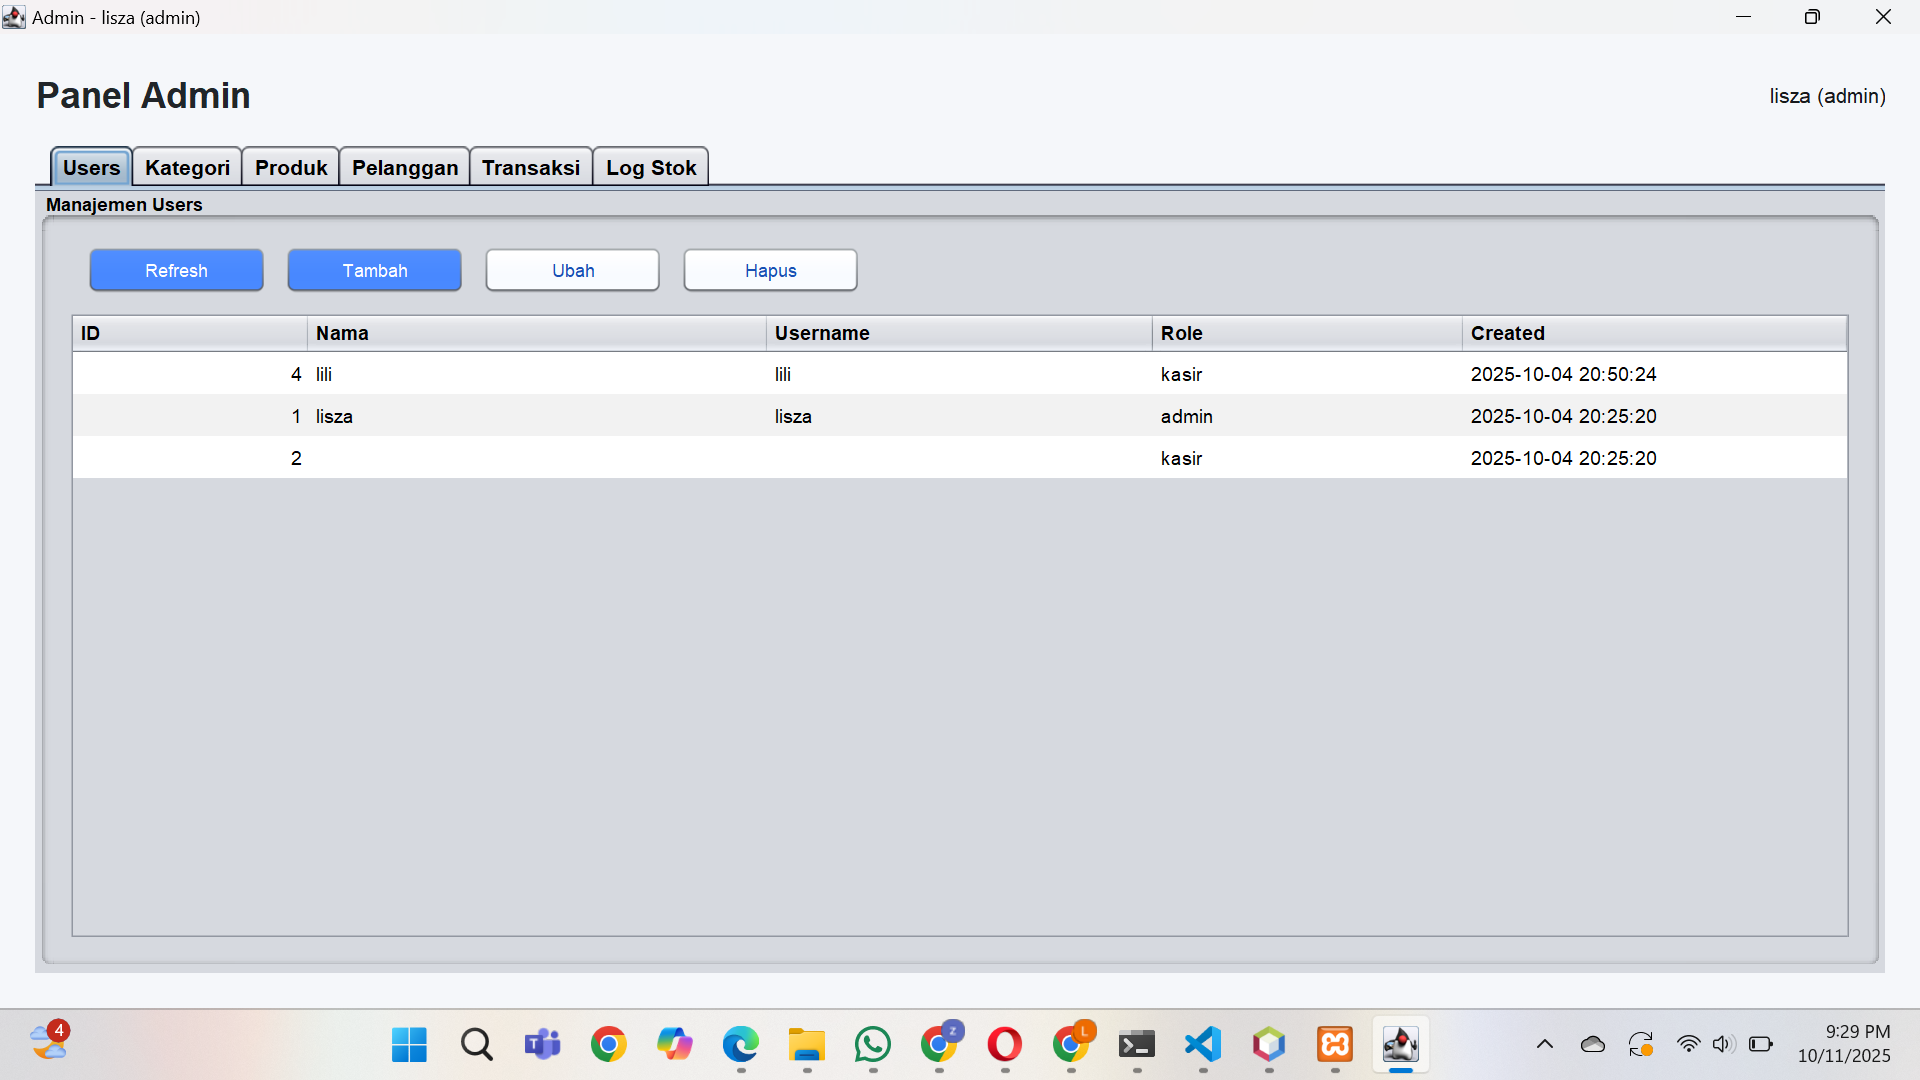 Admin - lisza (admin)
Panel Admin
lisza (admin)
Users Kategori Produk Pelanggan Transaksi Log Stok
Manajemen Users
Refresh Tambah Ubah Hapus
ID Nama Username Role Created
4 lili lili kasir 2025-10-04 20:50:24
1 lisza lisza admin 2025-10-04 20:25:20
2 kasir 2025-10-04 20:25:20
4
T
Z
L
9:29 PM
10/11/2025